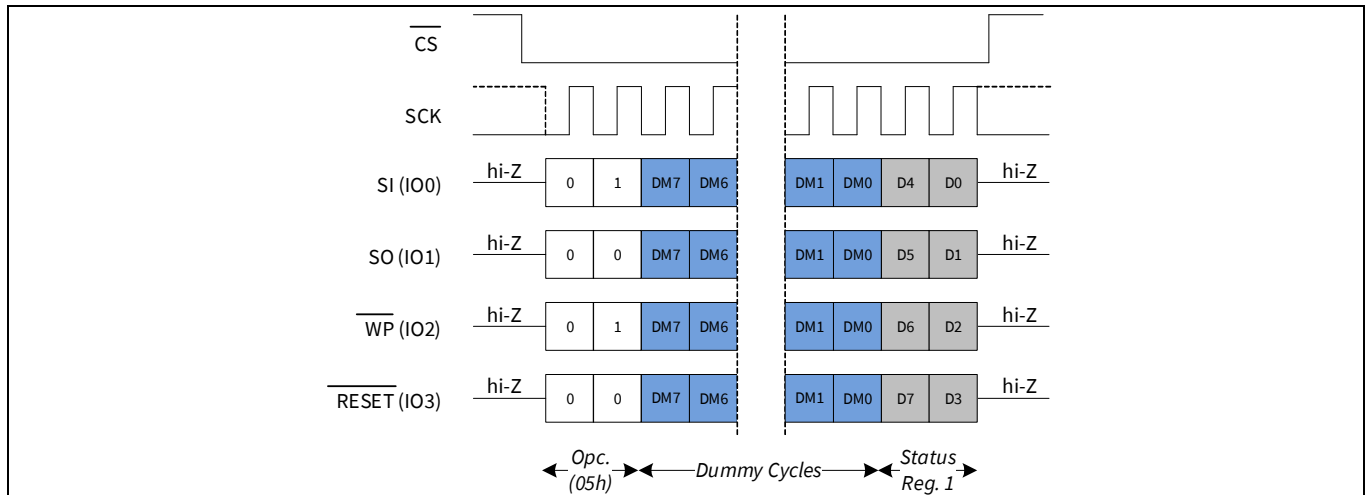 CS
SCK
SI (IO0) hi-Z 0 1 DM7 DM6 DM1 DM0 D4 D0 hi-Z
SO (IO1) hi-Z 0 0 DM7 DM6 DM1 DM0 D5 D1 hi-Z
WP (IO2) hi-Z 0 1 DM7 DM6 DM1 DM0 D6 D2 hi-Z
RESET (IO3) hi-Z 0 0 DM7 DM6 DM1 DM0 D7 D3 hi-Z
Opc. (05h)
Dummy Cycles
Status Reg. 1